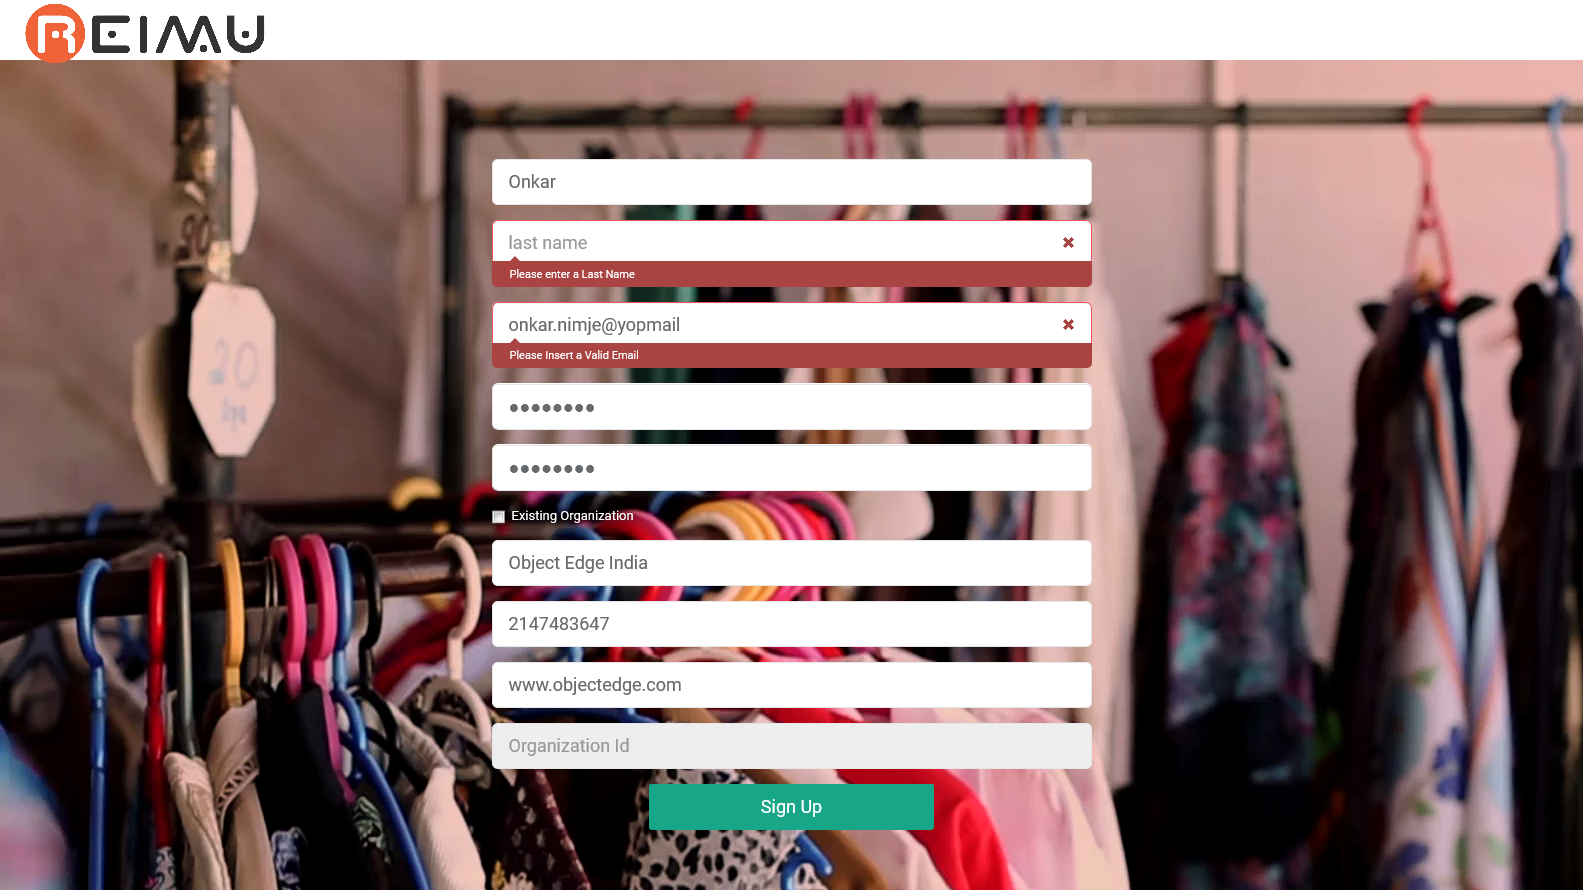 REIMU
Onkar
last name
Please enter a Last Name
onkar.nimje@yopmail
Please Insert a Valid Email
●●●●●●●●
●●●●●●●●
Existing Organization
Object Edge India
2147483647
www.objectedge.com
Organization Id
Sign Up
20